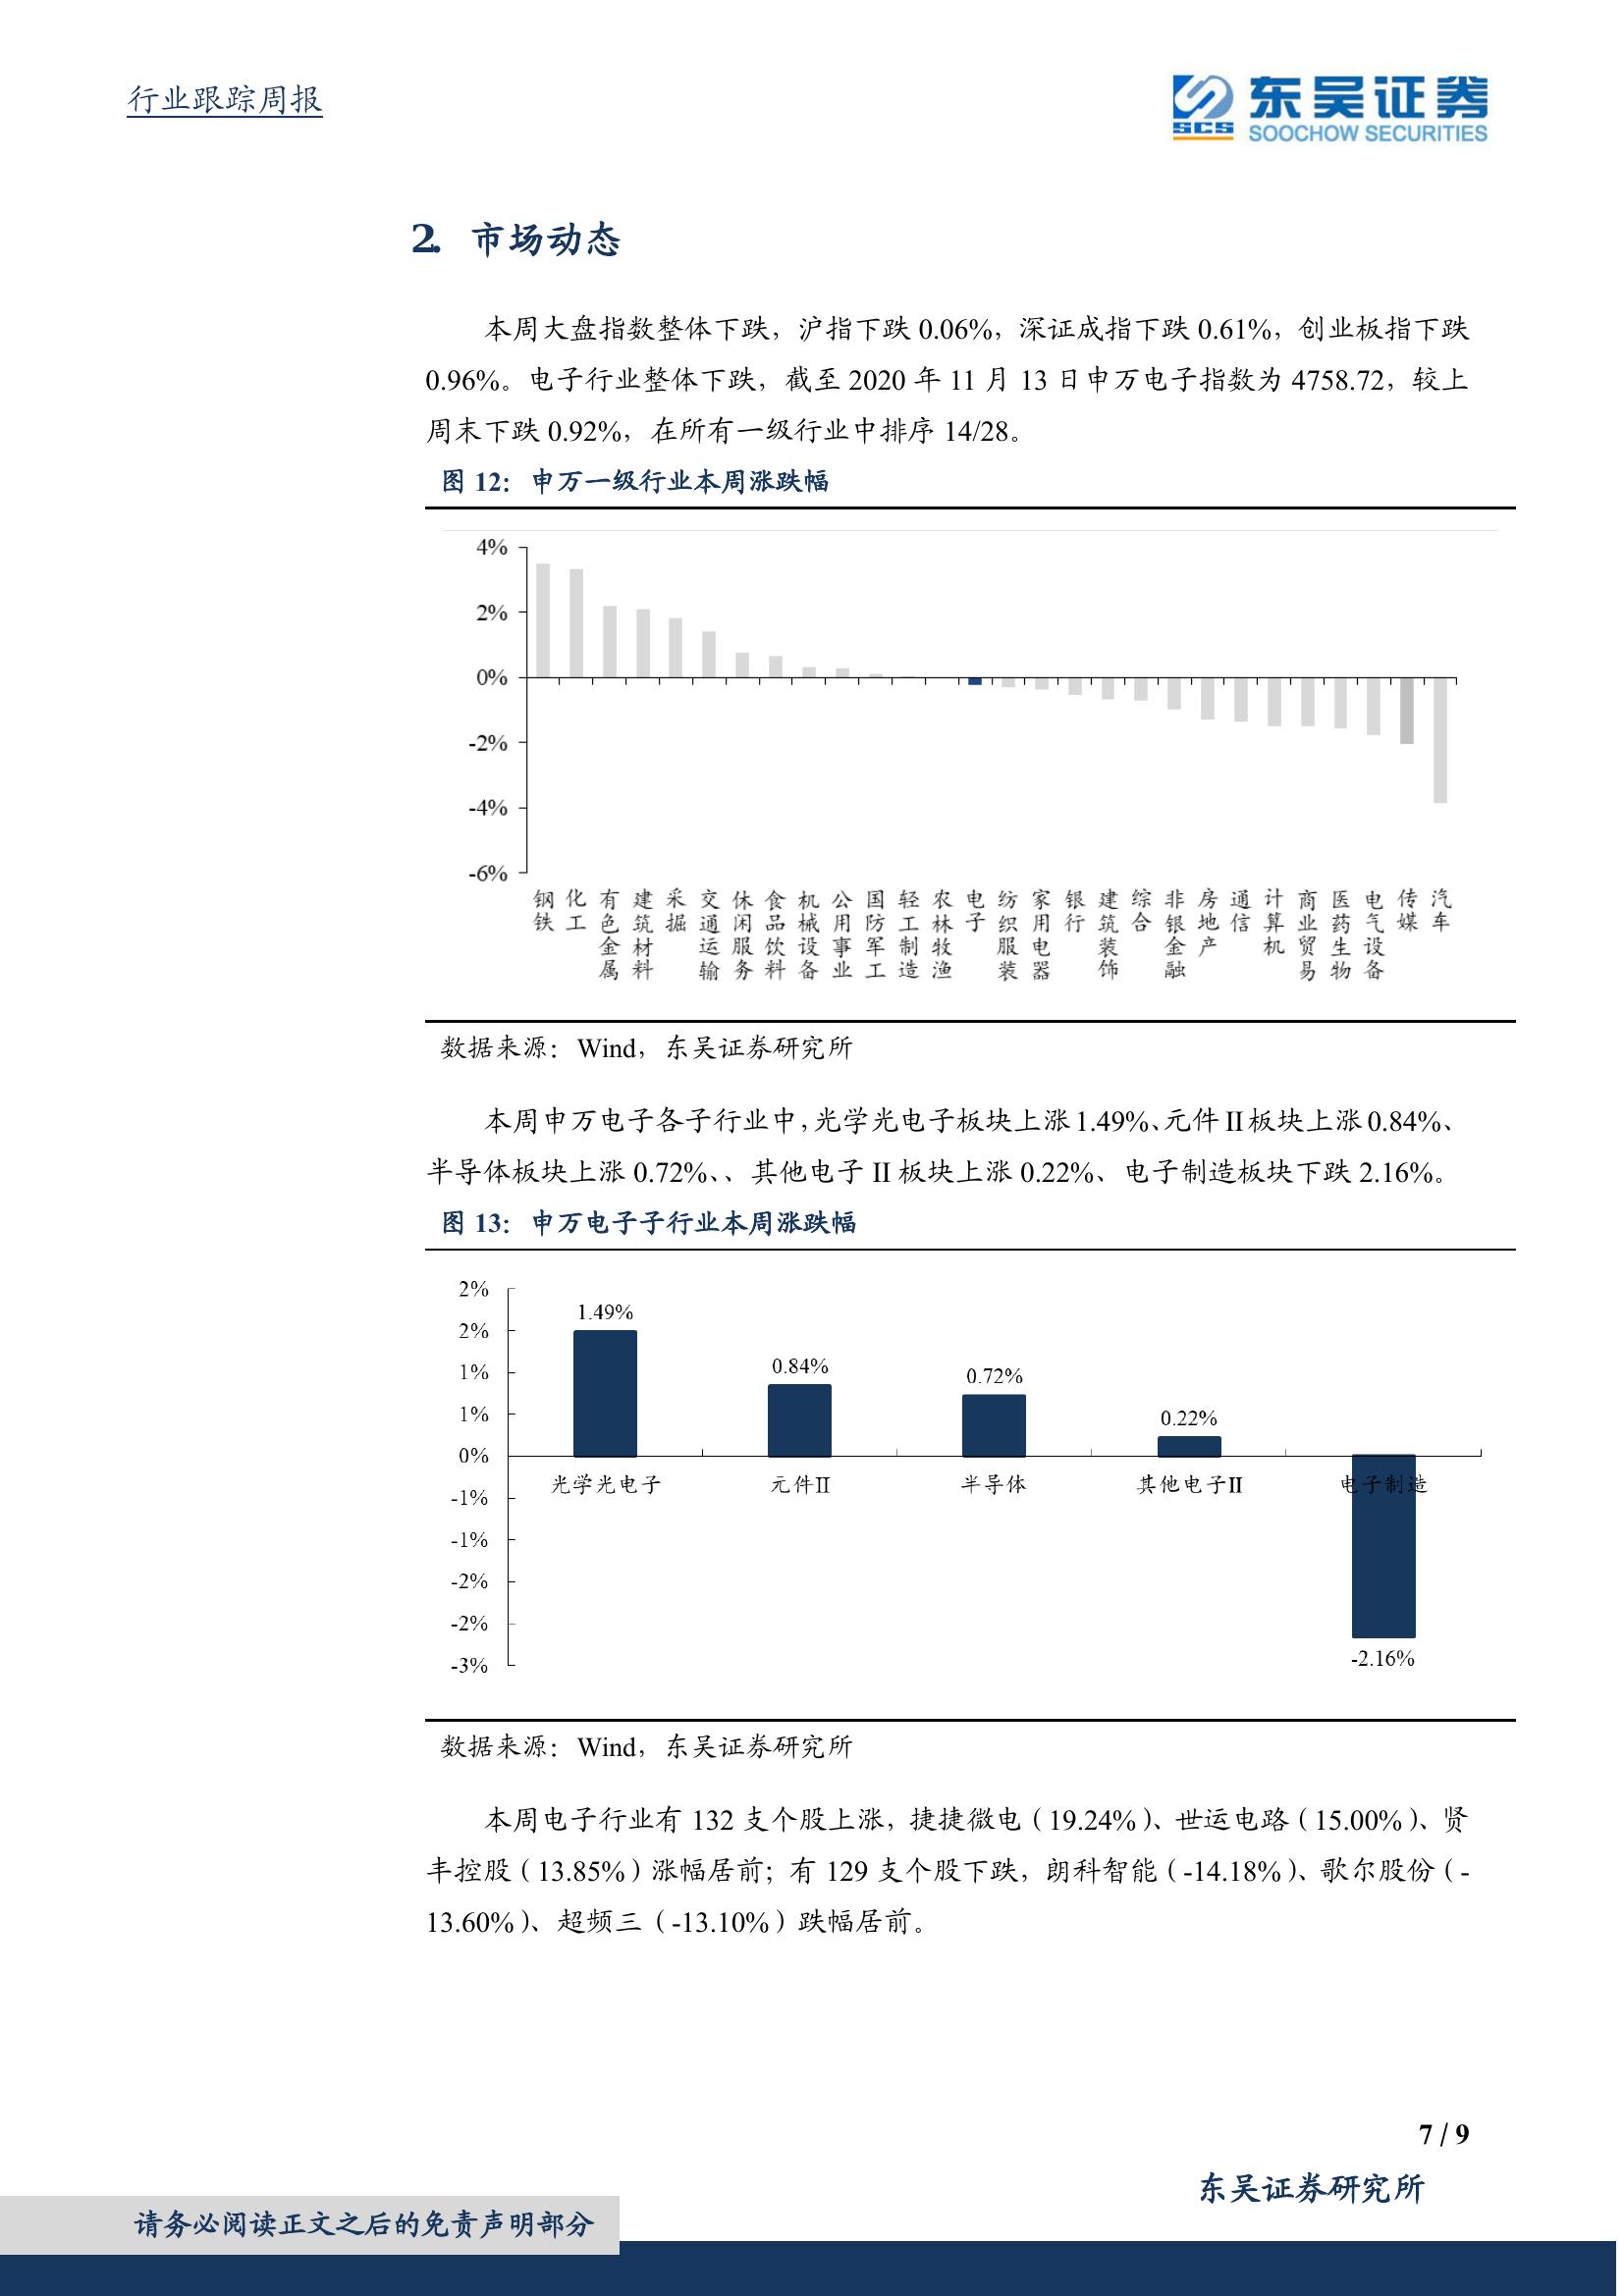 行业跟踪周报
东吴证券
SCS
SOOCHOW SECURITIES
2. 市场动态
本周大盘指数整体下跌，沪指下跌 0.06%，深证成指下跌 0.61%，创业板指下跌
0.96%。电子行业整体下跌，截至 2020 年 11 月 13 日申万电子指数为 4758.72，较上
周末下跌 0.92%，在所有一级行业中排序 14/28。
图 12：申万一级行业本周涨跌幅
4%
2%
0%
-2%
-4%
-6%
钢铁
化工
有色金属
建筑材料
采掘
交通运输
休闲服务
食品饮料
机械设备
公用事业
国防军工
轻工制造
农林牧渔
电子
纺织服装
家用电器
银行
建筑装饰
综合
非银金融
房地产
通信
计算机
商业贸易
医药生物
电气设备
传媒
汽车
数据来源：Wind，东吴证券研究所
本周申万电子各子行业中，光学光电子板块上涨 1.49%、元件 II 板块上涨 0.84%、
半导体板块上涨 0.72%、、其他电子 II 板块上涨 0.22%、电子制造板块下跌 2.16%。
图 13：申万电子子行业本周涨跌幅
2%
2%
1%
1%
0%
-1%
-1%
-2%
-2%
-3%
1.49%
0.84%
0.72%
0.22%
-2.16%
光学光电子
元件II
半导体
其他电子II
电子制造
数据来源：Wind，东吴证券研究所
本周电子行业有 132 支个股上涨，捷捷微电（19.24%）、世运电路（15.00%）、贤
丰控股（13.85%）涨幅居前；有 129 支个股下跌，朗科智能（-14.18%）、歌尔股份（-
13.60%）、超频三（-13.10%）跌幅居前。
7 / 9
东吴证券研究所
请务必阅读正文之后的免责声明部分